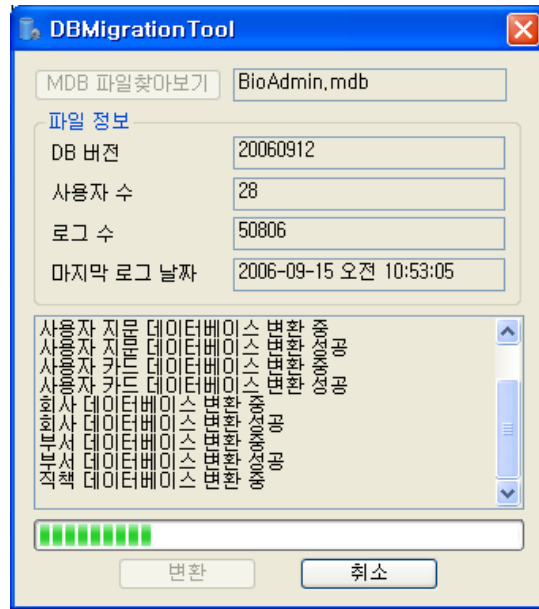 DBMigrationTool
MDB 파일찾아보기 BioAdmin.mdb
파일 정보
DB 버전 20060912
사용자 수 28
로그 수 50806
마지막 로그 날짜 2006-09-15 오전 10:53:05
사용자 지문 데이터베이스 변환 중
사용자 지문 데이터베이스 변환 성공
사용자 카드 데이터베이스 변환 중
사용자 카드 데이터베이스 변환 성공
회사 데이터베이스 변환 중
회사 데이터베이스 변환 성공
부서 데이터베이스 변환 중
부서 데이터베이스 변환 성공
직책 데이터베이스 변환 중
변환 취소